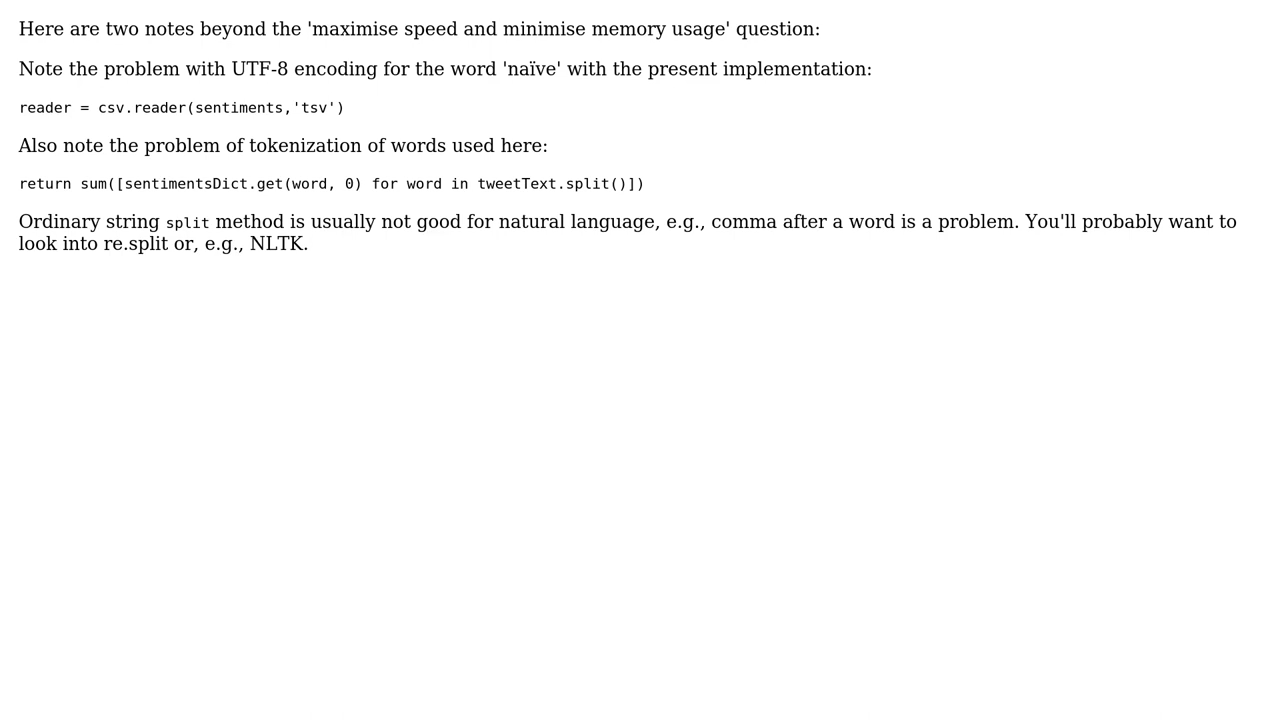 Here are two notes beyond the 'maximise speed and minimise memory usage' question:
Note the problem with UTF-8 encoding for the word 'naïve' with the present implementation:
reader = csv.reader(sentiments,'tsv')
Also note the problem of tokenization of words used here:
return sum([sentimentsDict.get(word, 0) for word in tweetText.split()])
Ordinary string split method is usually not good for natural language, e.g., comma after a word is a problem. You'll probably want to
look into re.split or, e.g., NLTK.